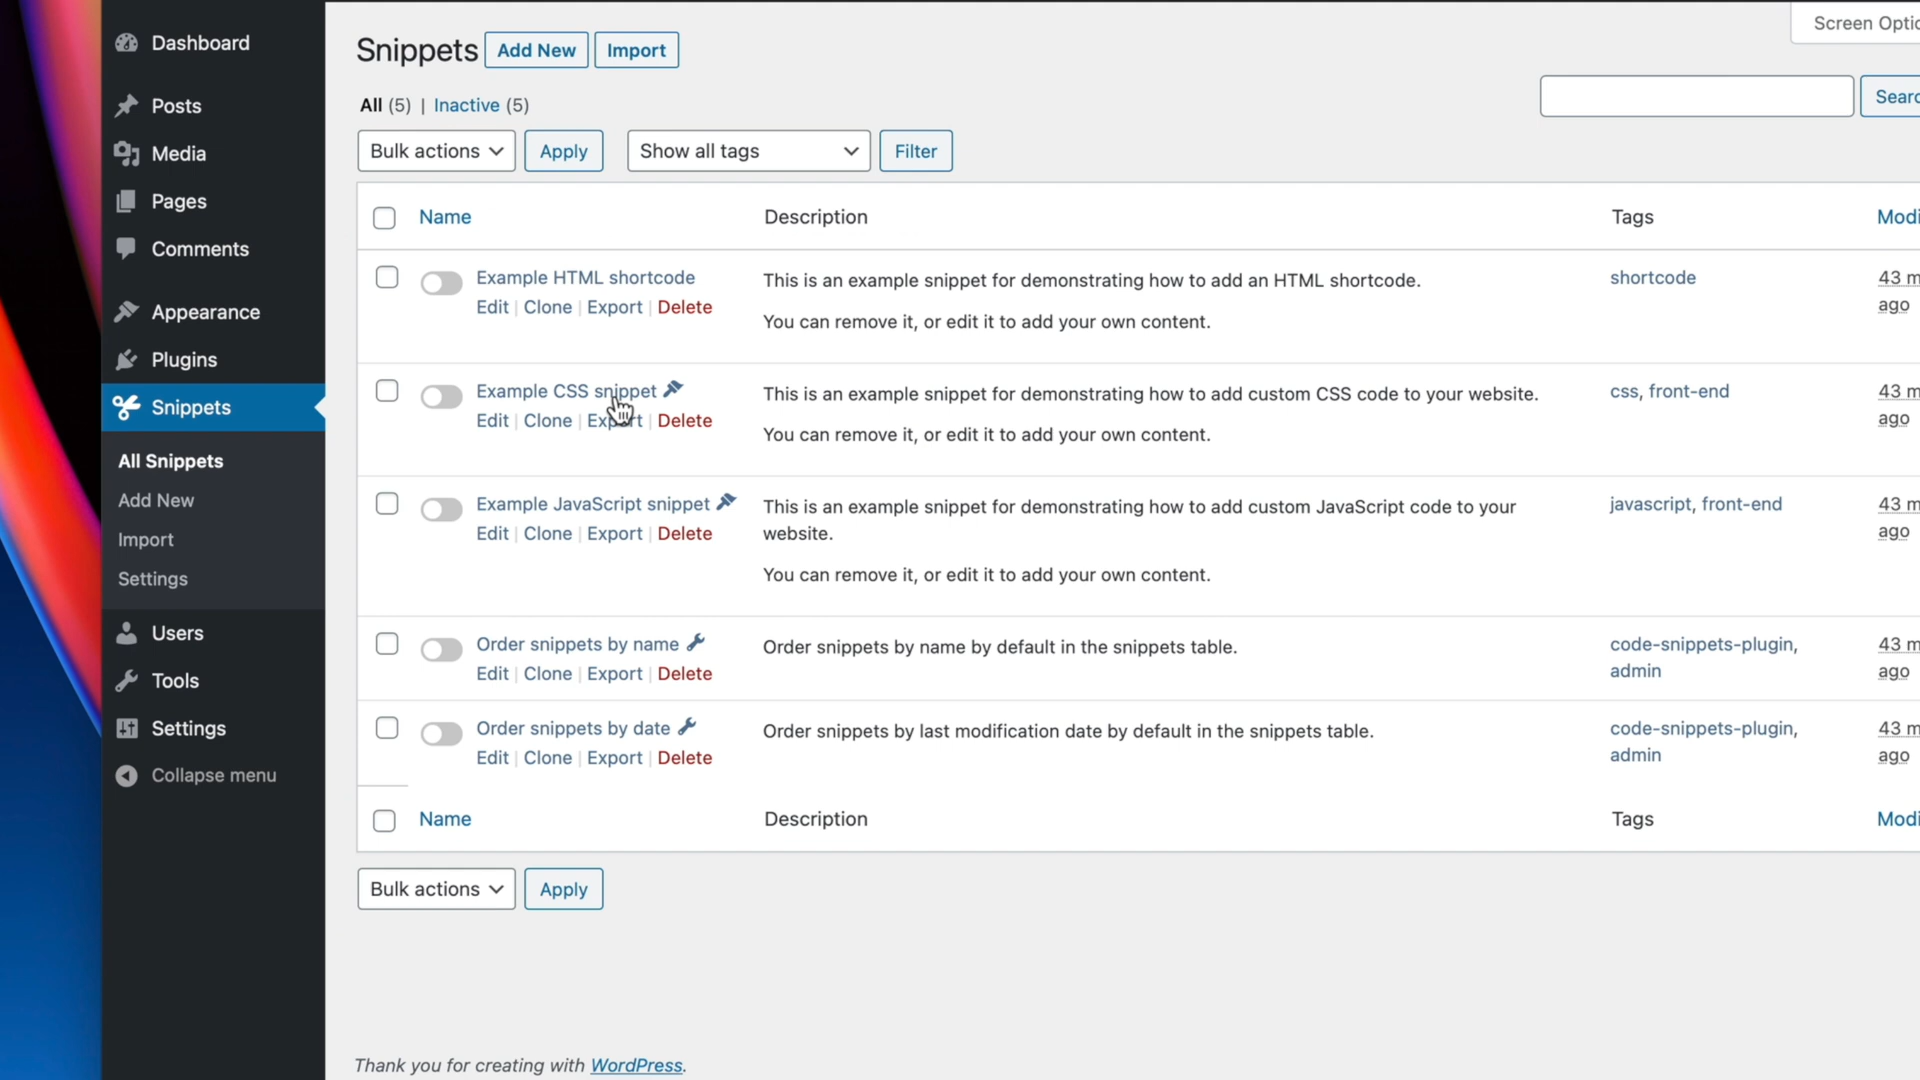 Dashboard
Posts
Media
Pages
Comments
Appearance
Plugins
Snippets
All Snippets
Add New
Import
Settings
Users
Tools
Settings
Collapse menu
Screen Optio
Snippets Add New Import
All (5) | Inactive (5)
Searc
Bulk actions Apply Show all tags Filter
Name Description Tags Modi
Example HTML shortcode This is an example snippet for demonstrating how to add an HTML shortcode. shortcode 43 m
Edit | Clone | Export | Delete ago
You can remove it, or edit it to add your own content.
Example CSS snippet This is an example snippet for demonstrating how to add custom CSS code to your website. css, front-end 43 m
Edit | Clone | Export | Delete ago
You can remove it, or edit it to add your own content.
Example JavaScript snippet This is an example snippet for demonstrating how to add custom JavaScript code to your javascript, front-end 43 m
Edit | Clone | Export | Delete website. ago
You can remove it, or edit it to add your own content.
Order snippets by name Order snippets by name by default in the snippets table. code-snippets-plugin, 43 m
Edit | Clone | Export | Delete admin ago
Order snippets by date Order snippets by last modification date by default in the snippets table. code-snippets-plugin, 43 m
Edit | Clone | Export | Delete admin ago
Name Description Tags Modi
Bulk actions Apply
Thank you for creating with WordPress.